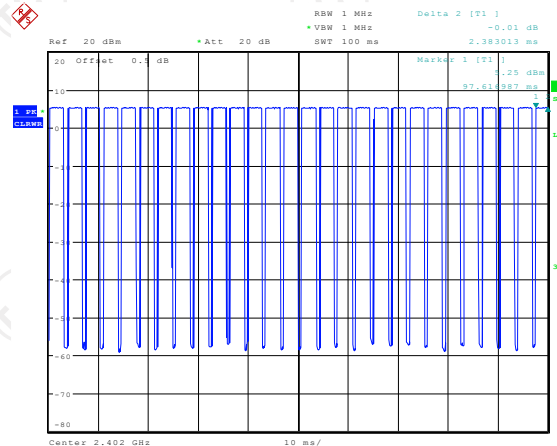 R S
RBW 1 MHz Delta 2 [T1 ]
* VBW 1 MHz -0.01 dB
Ref 20 dBm * Att 20 dB SWT 100 ms 2.383013 ms
20 Offset 0.5 dB Marker 1 [T1 ]
5.25 dBm
10 97.616987 ms
1
1 PK *
CLRWR
0
-10
-20
-30
-40
-50
-60
-70
-80
Center 2.402 GHz 10 ms/